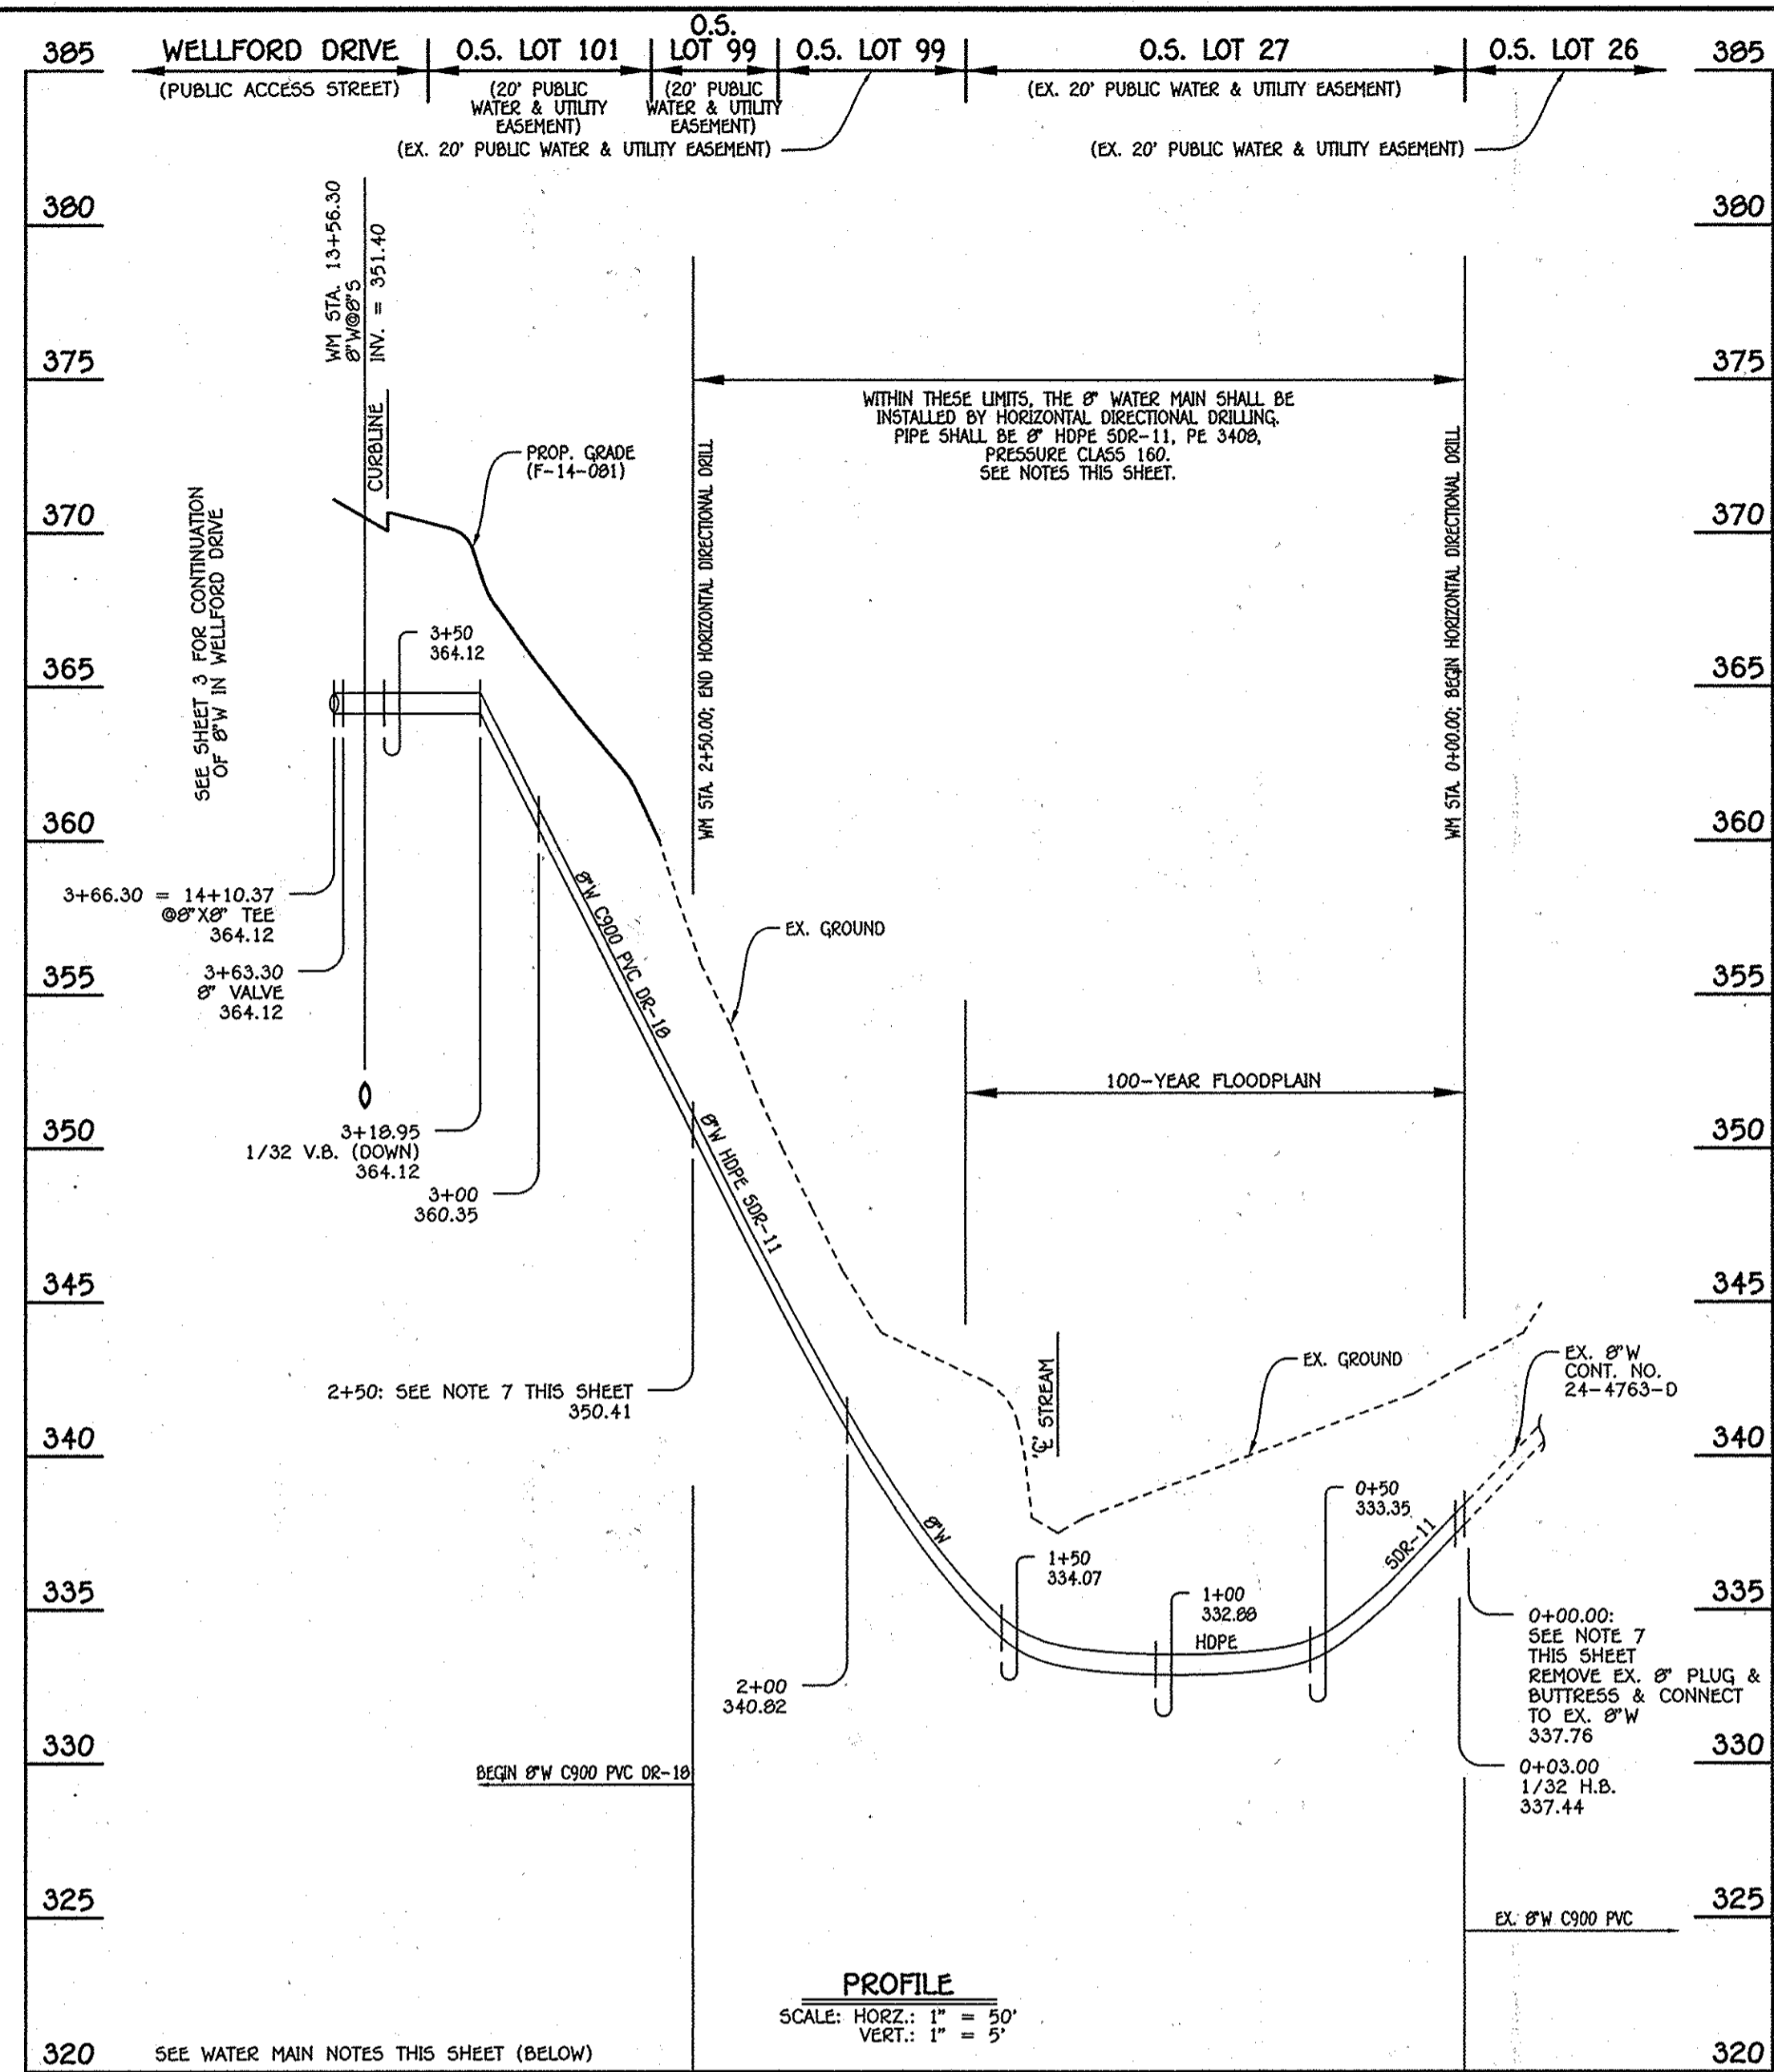 WELLFORD DRIVE
(PUBLIC ACCESS STREET)
O.S. LOT 101
(20' PUBLIC
WATER & UTILITY
EASEMENT)
O.S.
LOT 99
(20' PUBLIC
WATER & UTILITY
EASEMENT)
O.S. LOT 99
(EX. 20' PUBLIC WATER & UTILITY EASEMENT)
O.S. LOT 27
(EX. 20' PUBLIC WATER & UTILITY EASEMENT)
O.S. LOT 26
(EX. 20' PUBLIC WATER & UTILITY EASEMENT)
385
380
375
370
365
360
355
350
345
340
335
330
325
320
385
380
375
370
365
360
355
350
345
340
335
330
325
320
WM STA. 13+56.30
8"W@8"S
INV. = 351.40
CURBLINE
PROP. GRADE
(F-14-081)
SEE SHEET 3 FOR CONTINUATION
OF 8"W IN WELLFORD DRIVE
3+50
364.12
WITHIN THESE LIMITS, THE 8" WATER MAIN SHALL BE
INSTALLED BY HORIZONTAL DIRECTIONAL DRILLING.
PIPE SHALL BE 8" HDPE SDR-11, PE 3408,
PRESSURE CLASS 160.
SEE NOTES THIS SHEET.
WM STA. 2+50.00; END HORIZONTAL DIRECTIONAL DRILL
WM STA. 0+00.00; BEGIN HORIZONTAL DIRECTIONAL DRILL
3+66.30 = 14+10.37
@8"X8" TEE
364.12
3+63.30
8" VALVE
364.12
3+18.95
1/32 V.B. (DOWN)
364.12
3+00
360.35
8"W C900 PVC DR-18
EX. GROUND
8"W HDPE SDR-11
100-YEAR FLOODPLAIN
2+50: SEE NOTE 7 THIS SHEET
350.41
℄ STREAM
EX. GROUND
EX. 8"W
CONT. NO.
24-4763-D
8"W
1+50
334.07
1+00
332.88
HDPE
0+50
333.35
SDR-11
2+00
340.82
0+00.00:
SEE NOTE 7
THIS SHEET
REMOVE EX. 8" PLUG &
BUTTRESS & CONNECT
TO EX. 8"W
337.76
0+03.00
1/32 H.B.
337.44
BEGIN 8"W C900 PVC DR-18
EX. 8"W C900 PVC
PROFILE
SCALE: HORZ.: 1" = 50'
VERT.: 1" = 5'
SEE WATER MAIN NOTES THIS SHEET (BELOW)